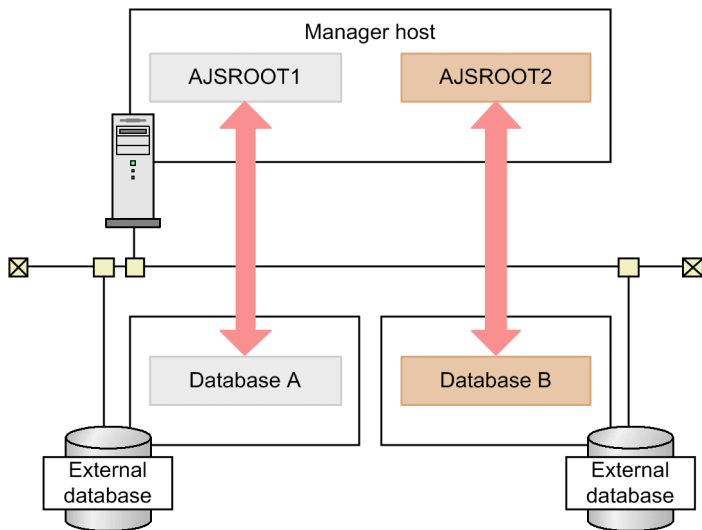 Manager host
AJSROOT1
AJSROOT2
Database A
Database B
External
database
External
database